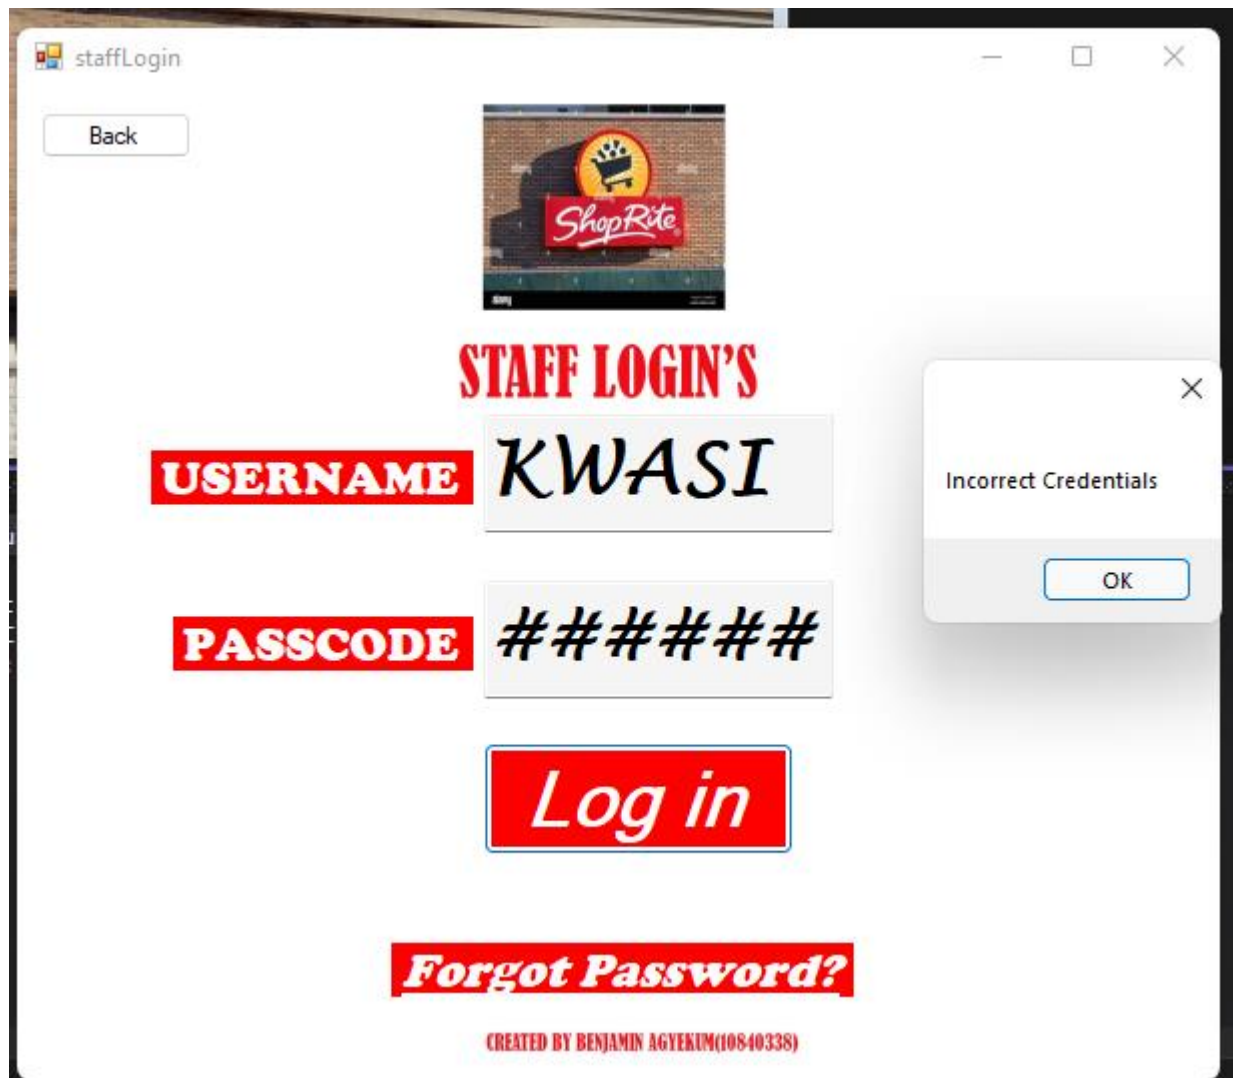 staffLogin
Back
ShopRite
alamy
STAFF LOGIN'S
USERNAME
KWASI
Incorrect Credentials
OK
PASSCODE
######
Log in
Forgot Password?
CREATED BY BENJAMIN AGYEKUM(10840338)